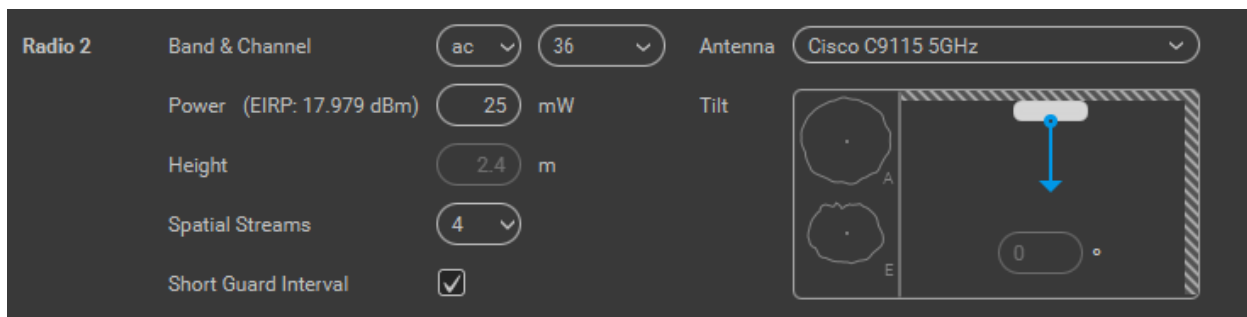 Radio 2 Band & Channel ac 36 Antenna Cisco C9115 5GHz
Power (EIRP: 17.979 dBm) 25 mW Tilt
A
Height 2.4 m
Spatial Streams 4
0 °
E
Short Guard Interval